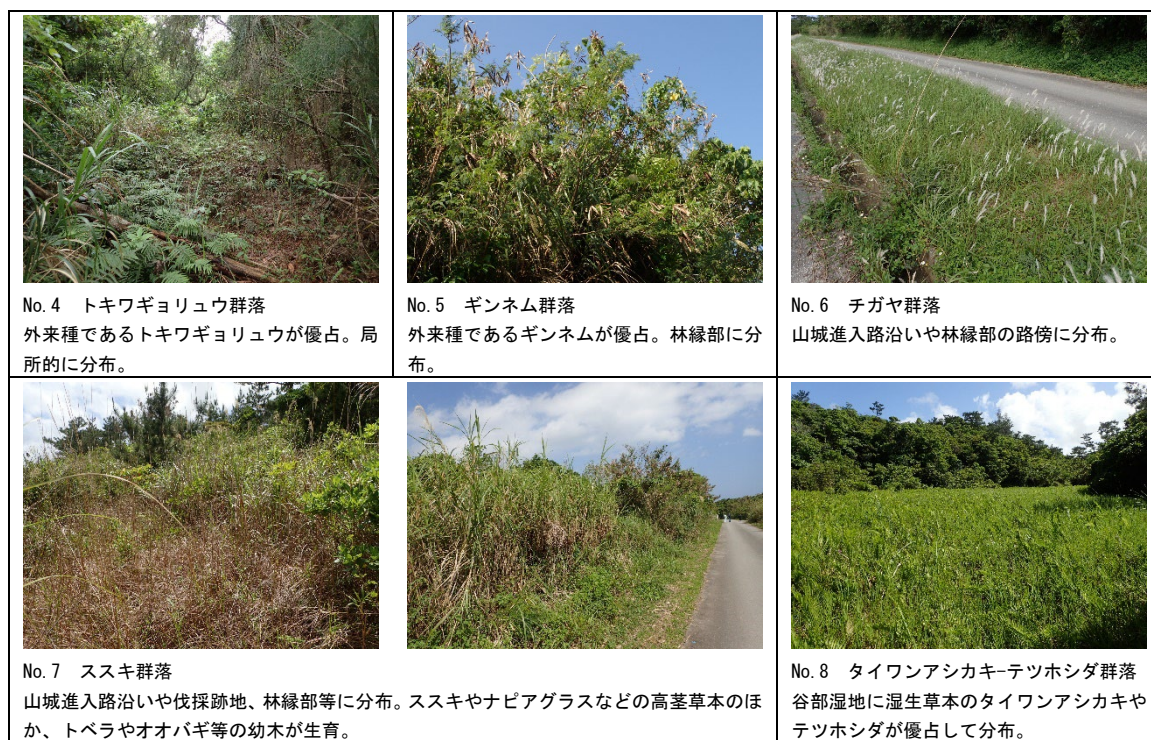 No.4　トキワギョリュウ群落
外来種であるトキワギョリュウが優占。局
所的に分布。
No.5　ギンネム群落
外来種であるギンネムが優占。林縁部に分
布。
No.6　チガヤ群落
山城進入路沿いや林縁部の路傍に分布。
No.7　ススキ群落
山城進入路沿いや伐採跡地、林縁部等に分布。ススキやナピアグラスなどの高茎草本のほ
か、トベラやオオバギ等の幼木が生育。
No.8　タイワンアシカキ-テツホシダ群落
谷部湿地に湿生草本のタイワンアシカキや
テツホシダが優占して分布。